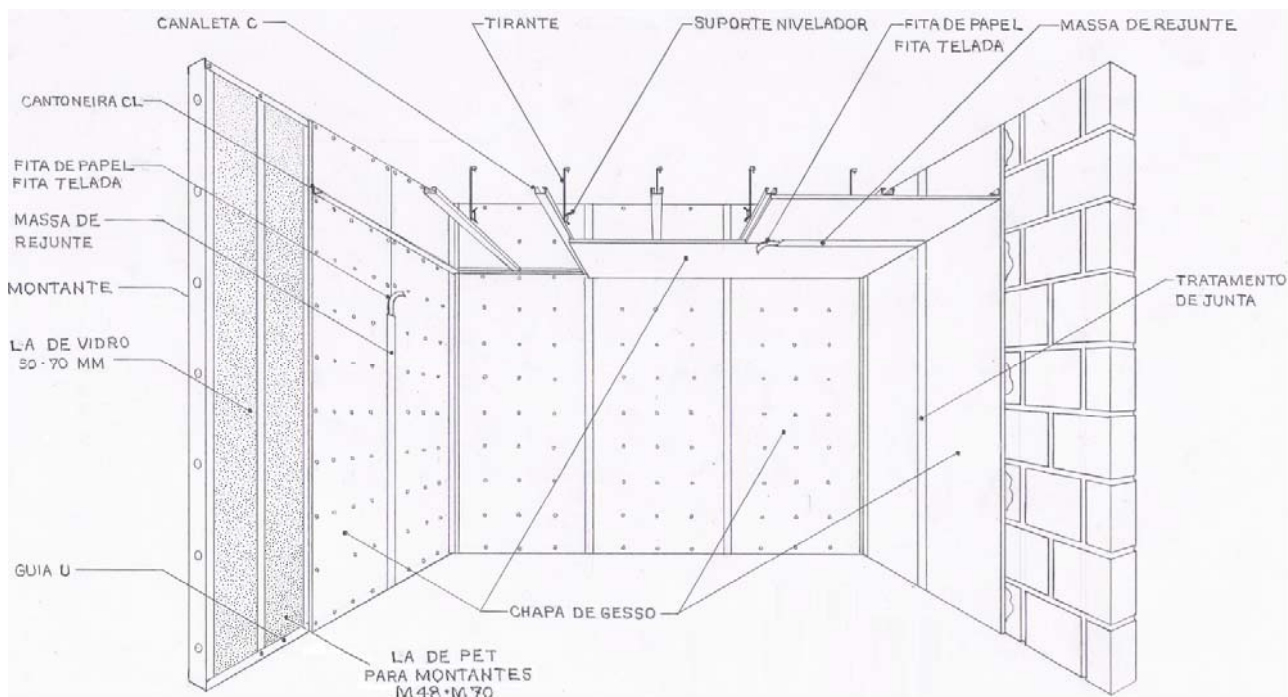 CANALETA C
TIRANTE
SUPORTE NIVELADOR
FITA DE PAPEL
FITA TELADA
MASSA DE REJUNTE
CANTONEIRA CL
FITA DE PAPEL
FITA TELADA
MASSA DE
REJUNTE
MONTANTE
LA DE VIDRO
50-70 MM
GUIA U
LA DE PET
PARA MONTANTES
M48·M70
CHAPA DE GESSO
TRATAMENTO
DE JUNTA